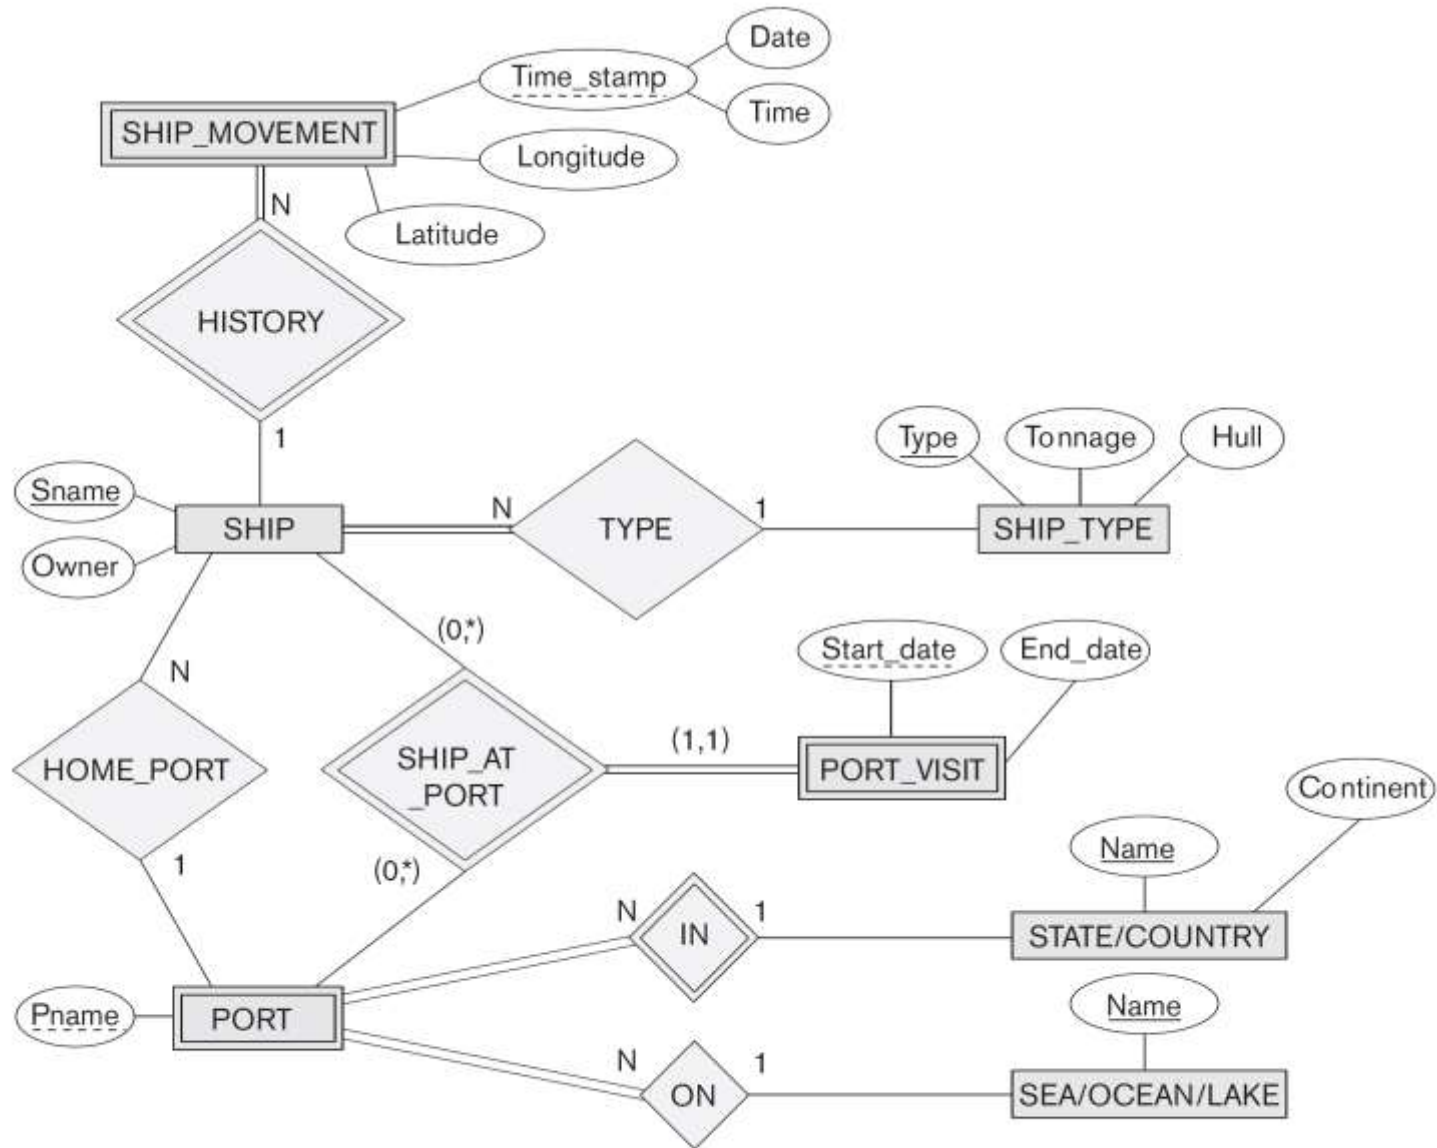 Date
Time_stamp
Time
SHIP_MOVEMENT
Longitude
N
Latitude
HISTORY
1
Type
Tonnage
Hull
Sname
N
1
SHIP
TYPE
SHIP_TYPE
Owner
(0,*)
Start_date
End_date
N
(1,1)
HOME_PORT
SHIP_AT
_PORT
PORT_VISIT
Continent
1
(0,*)
Name
N
1
IN
STATE/COUNTRY
Pname
PORT
Name
N
1
ON
SEA/OCEAN/LAKE